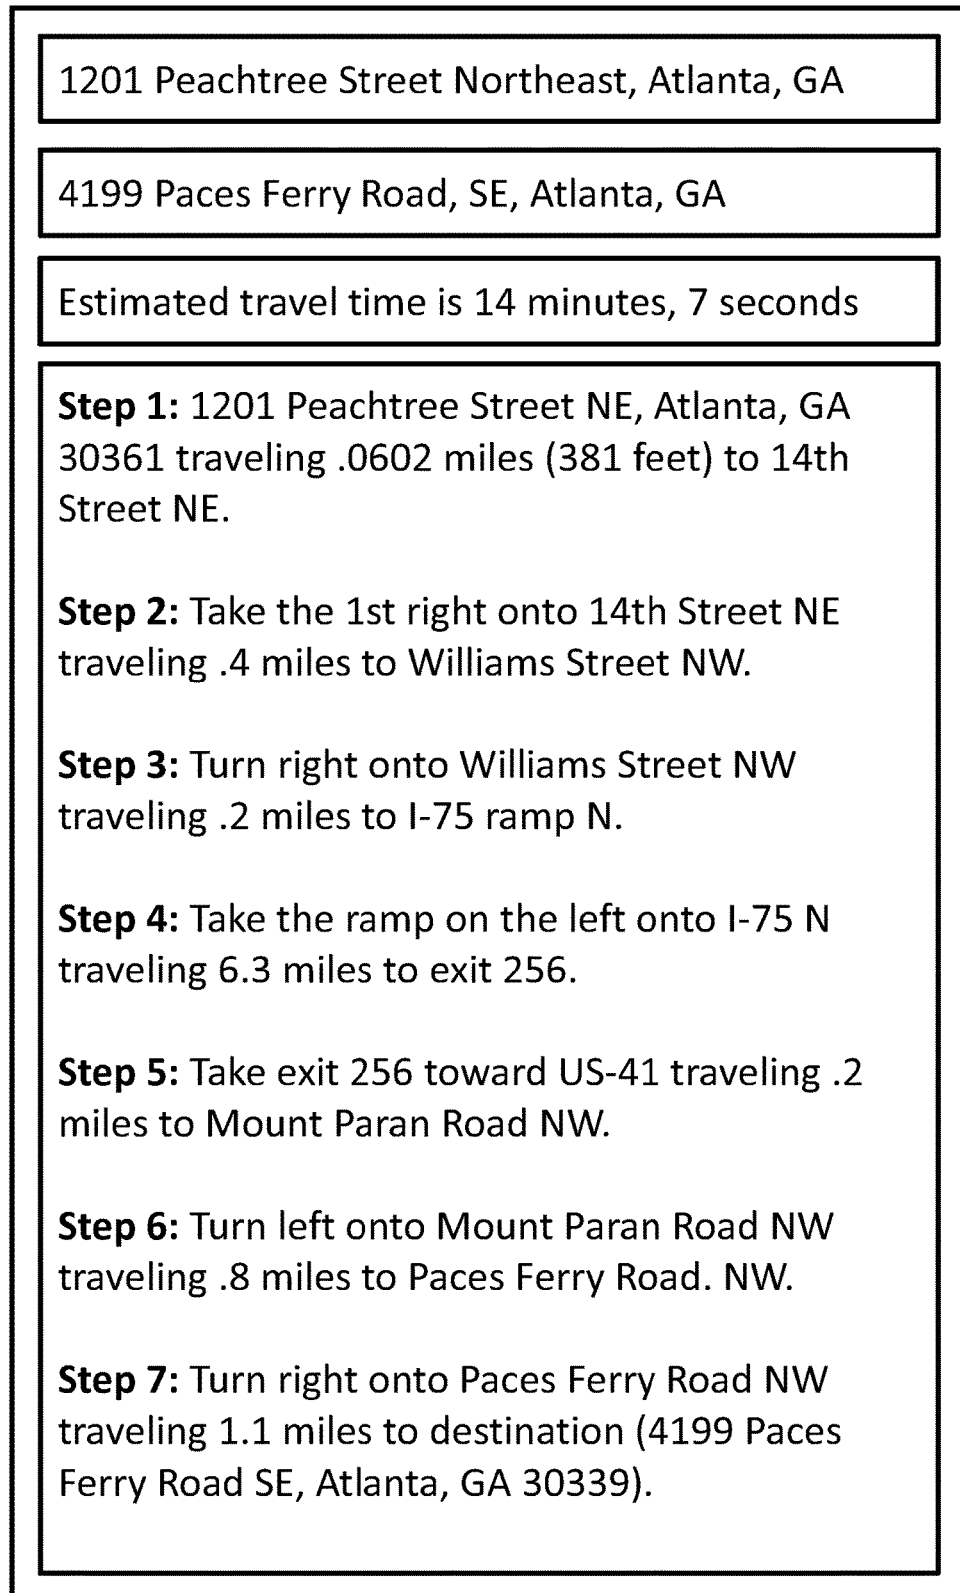 1201 Peachtree Street Northeast, Atlanta, GA
4199 Paces Ferry Road, SE, Atlanta, GA
Estimated travel time is 14 minutes, 7 seconds
Step 1: 1201 Peachtree Street NE, Atlanta, GA
30361 traveling .0602 miles (381 feet) to 14th
Street NE.
Step 2: Take the 1st right onto 14th Street NE
traveling .4 miles to Williams Street NW.
Step 3: Turn right onto Williams Street NW
traveling .2 miles to I-75 ramp N.
Step 4: Take the ramp on the left onto I-75 N
traveling 6.3 miles to exit 256.
Step 5: Take exit 256 toward US-41 traveling .2
miles to Mount Paran Road NW.
Step 6: Turn left onto Mount Paran Road NW
traveling .8 miles to Paces Ferry Road. NW.
Step 7: Turn right onto Paces Ferry Road NW
traveling 1.1 miles to destination (4199 Paces
Ferry Road SE, Atlanta, GA 30339).